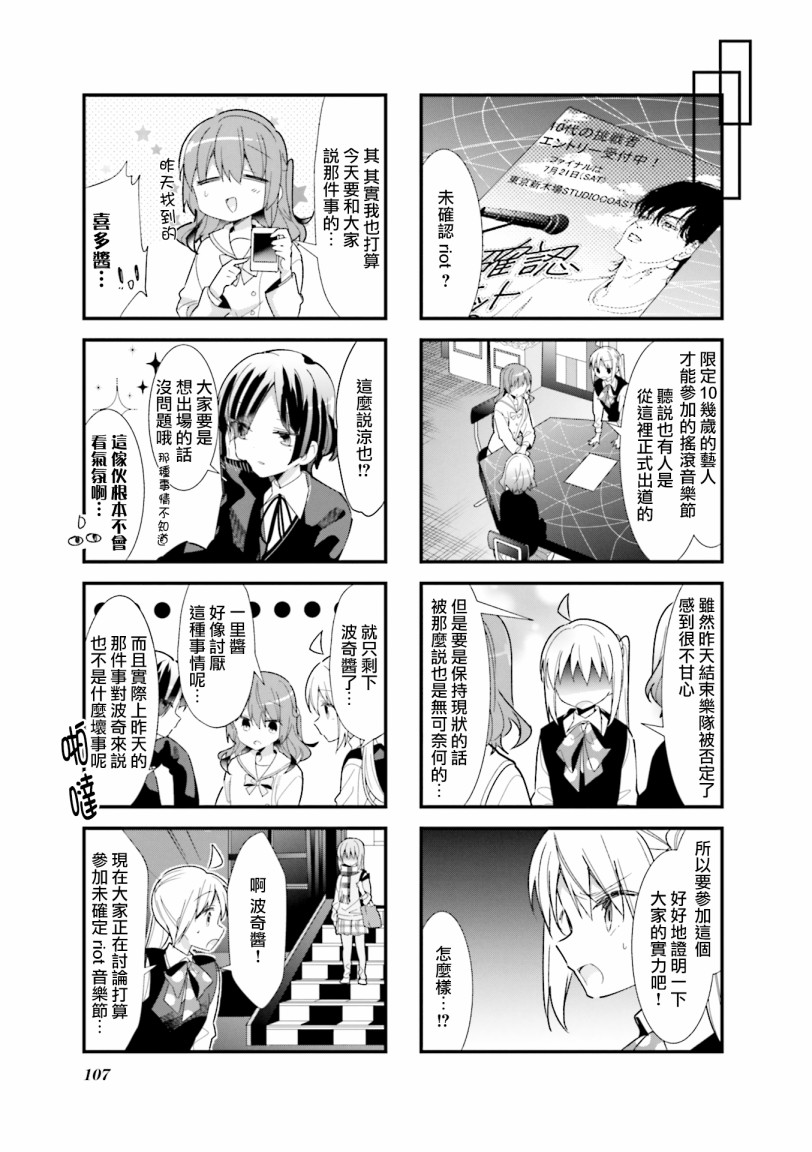 10代の挑戦者
エントリー受付中！
ファイナルは
7月21日(SAT)
東京新木場STUDIOCOAST
確認
未確認 riot？
限定10幾歲的藝人
才能參加的搖滾音樂節
聽説也有人是
從這裡正式出道的
雖然昨天結束樂隊被否定了
感到很不甘心
但是要是保持現狀的話
被那麼説也是無可奈何的…
所以要參加這個
好好地證明一下
大家的實力吧！
怎麼樣…!?
其 其實我也打算
今天要和大家
説那件事的…
昨天找到的
喜多醬…
這麼説涼也!?
大家要是
想出場的話
沒問題哦
那種事情不知道
這傢伙根本不會
看氣氛啊…
就只剩下
波奇醬了…
一里醬
好像討厭
這種事情呢…
而且實際上昨天的
那件事對波奇來説
也不是什麼壞事呢
啪噠
啊 波奇醬！
現在大家正在討論打算
參加未確定 riot 音樂節…
107